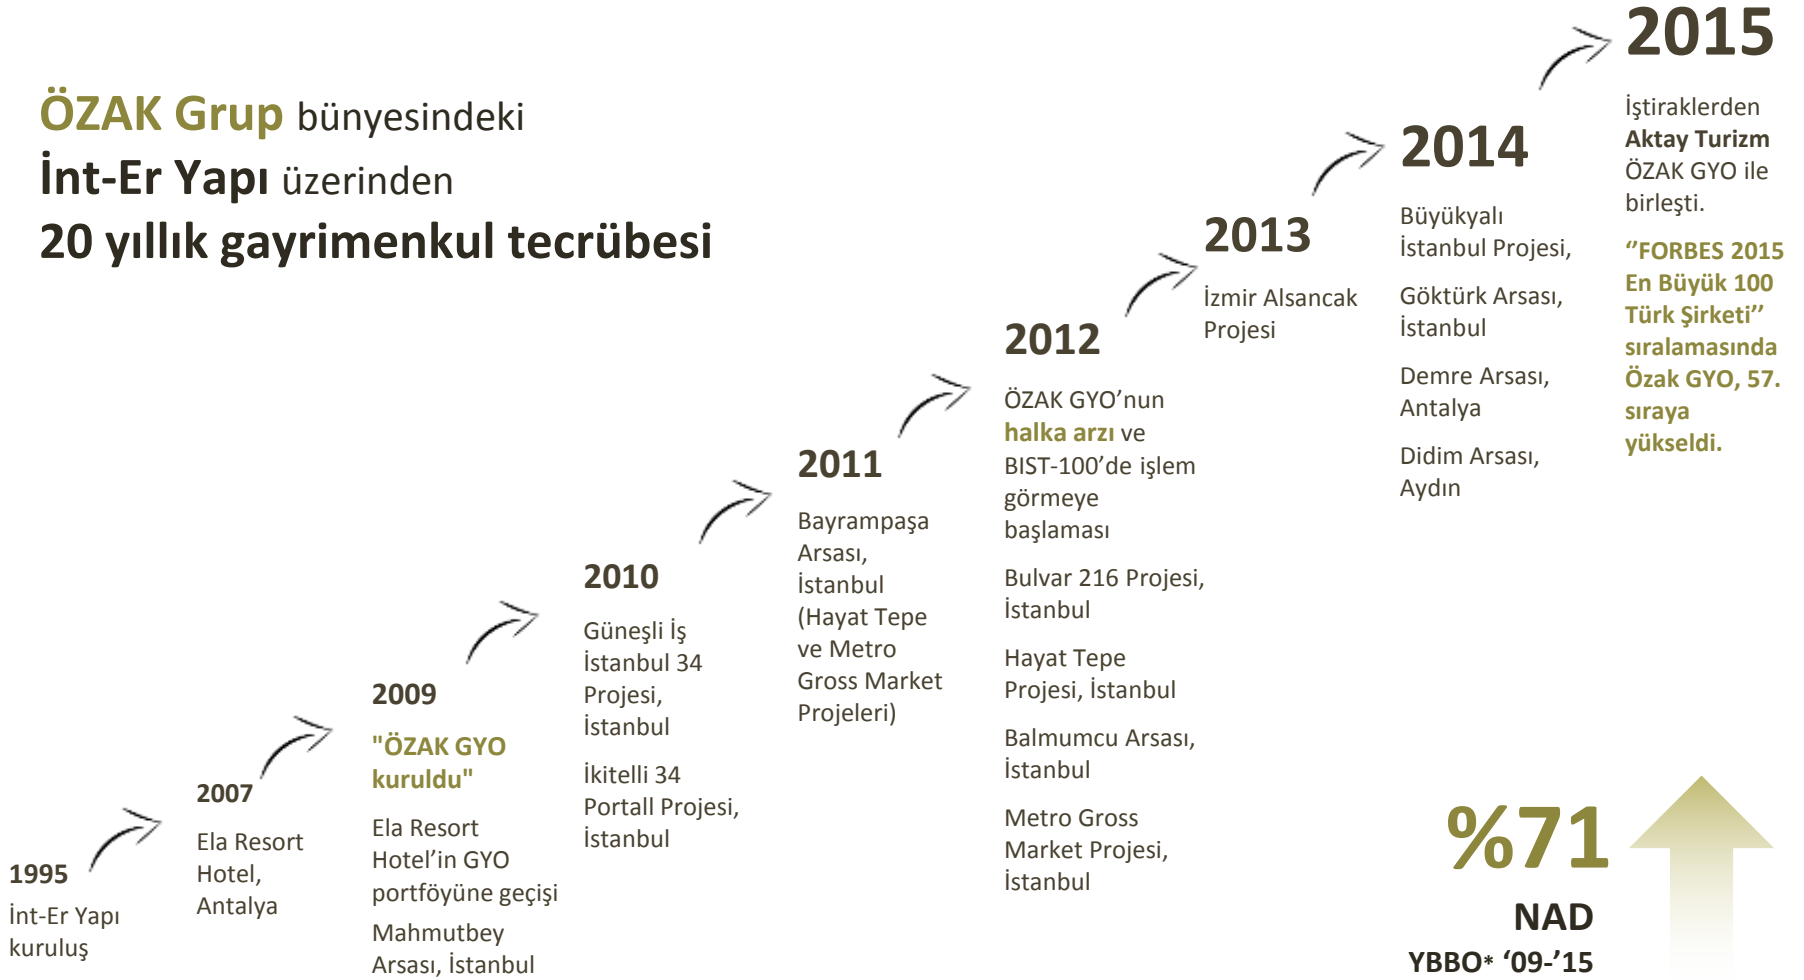 ÖZAK Grup bünyesindeki
İnt-Er Yapı üzerinden
20 yıllık gayrimenkul tecrübesi
1995
İnt-Er Yapı
kuruluş
2007
Ela Resort
Hotel,
Antalya
2009
"ÖZAK GYO
kuruldu"
Ela Resort
Hotel’in GYO
portföyüne geçişi
Mahmutbey
Arsası, İstanbul
2010
Güneşli İş
İstanbul 34
Projesi,
İstanbul
İkitelli 34
Portall Projesi,
İstanbul
2011
Bayrampaşa
Arsası,
İstanbul
(Hayat Tepe
ve Metro
Gross Market
Projeleri)
2012
ÖZAK GYO’nun
halka arzı ve
BIST-100’de işlem
görmeye
başlaması
Bulvar 216 Projesi,
İstanbul
Hayat Tepe
Projesi, İstanbul
Balmumcu Arsası,
İstanbul
Metro Gross
Market Projesi,
İstanbul
2013
İzmir Alsancak
Projesi
2014
Büyükyalı
İstanbul Projesi,
Göktürk Arsası,
İstanbul
Demre Arsası,
Antalya
Didim Arsası,
Aydın
2015
İştiraklerden
Aktay Turizm
ÖZAK GYO ile
birleşti.
‘’FORBES 2015
En Büyük 100
Türk Şirketi’’
sıralamasında
Özak GYO, 57.
sıraya
yükseldi.
%71
NAD
YBBO* ‘09-’15